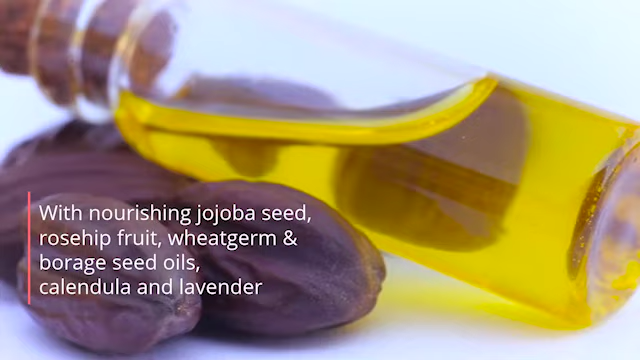 With nourishing jojoba seed,
rosehip fruit, wheatgerm &
borage seed oils,
calendula and lavender